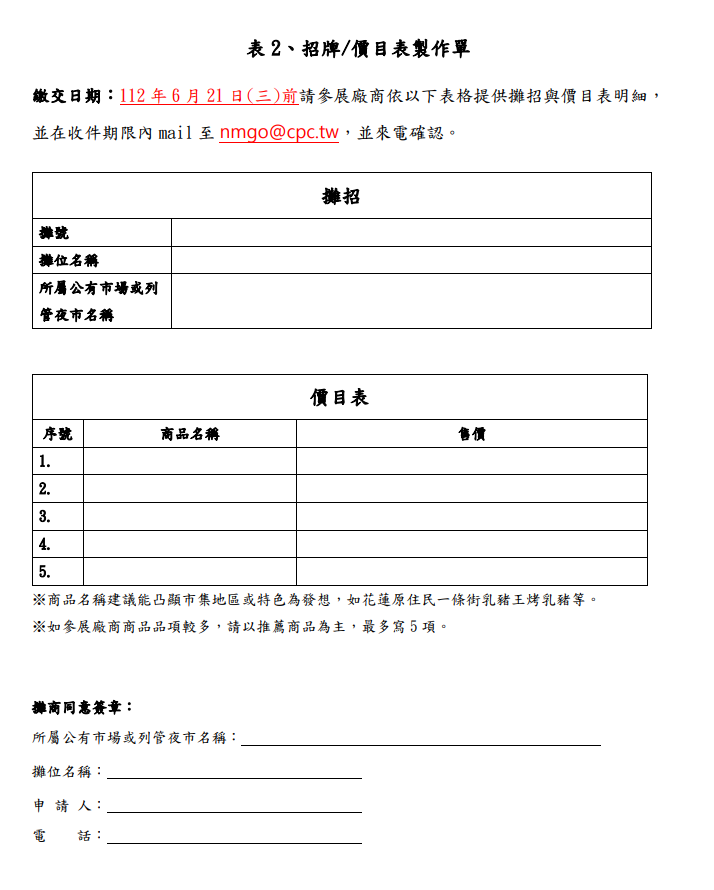 表 2、招牌/價目表製作單
繳交日期：112 年 6 月 21 日(三)前請參展廠商依以下表格提供攤招與價目表明細，
並在收件期限內 mail 至 nmgo@cpc.tw，並來電確認。
攤招
攤號
攤位名稱
所屬公有市場或列
管夜市名稱
價目表
序號 商品名稱 售價
1.
2.
3.
4.
5.
※商品名稱建議能凸顯市集地區或特色為發想，如花蓮原住民一條街乳豬王烤乳豬等。
※如參展廠商商品品項較多，請以推薦商品為主，最多寫 5 項。
攤商同意簽章：
所屬公有市場或列管夜市名稱：
攤位名稱：
申 請 人：
電 話：